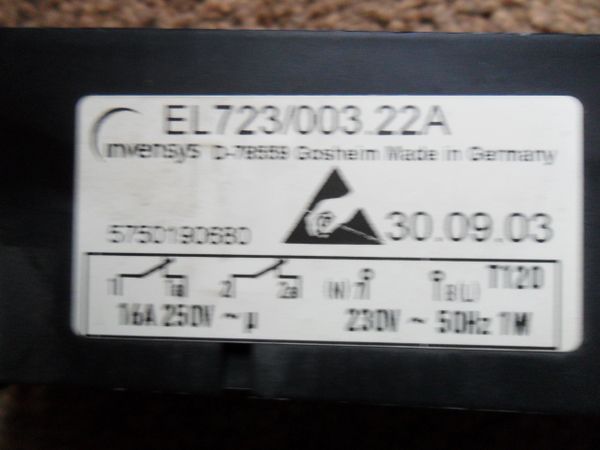 EL723/003.22A
invensys D-78559 Gosheim Made in Germany
5750190680 30.09.03
1 1a 2 2a (N) 7 8 (L) T120
16A 250V ~ µ 230V ~ 50Hz 1M